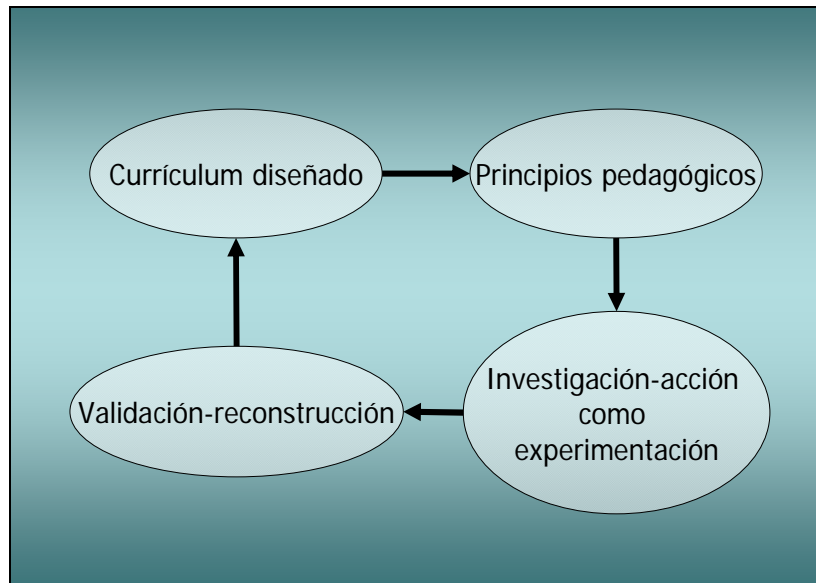 Currículum diseñado
Principios pedagógicos
Investigación-acción
como
experimentación
Validación-reconstrucción